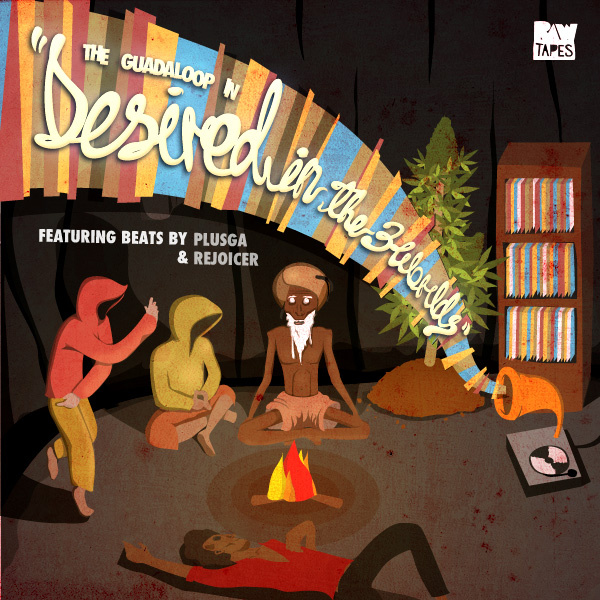 RAW
TAPES
THE GUADALOOP IN
"Desired in the 3 Worlds"
FEATURING BEATS BY PLUSGA
& REJOICER